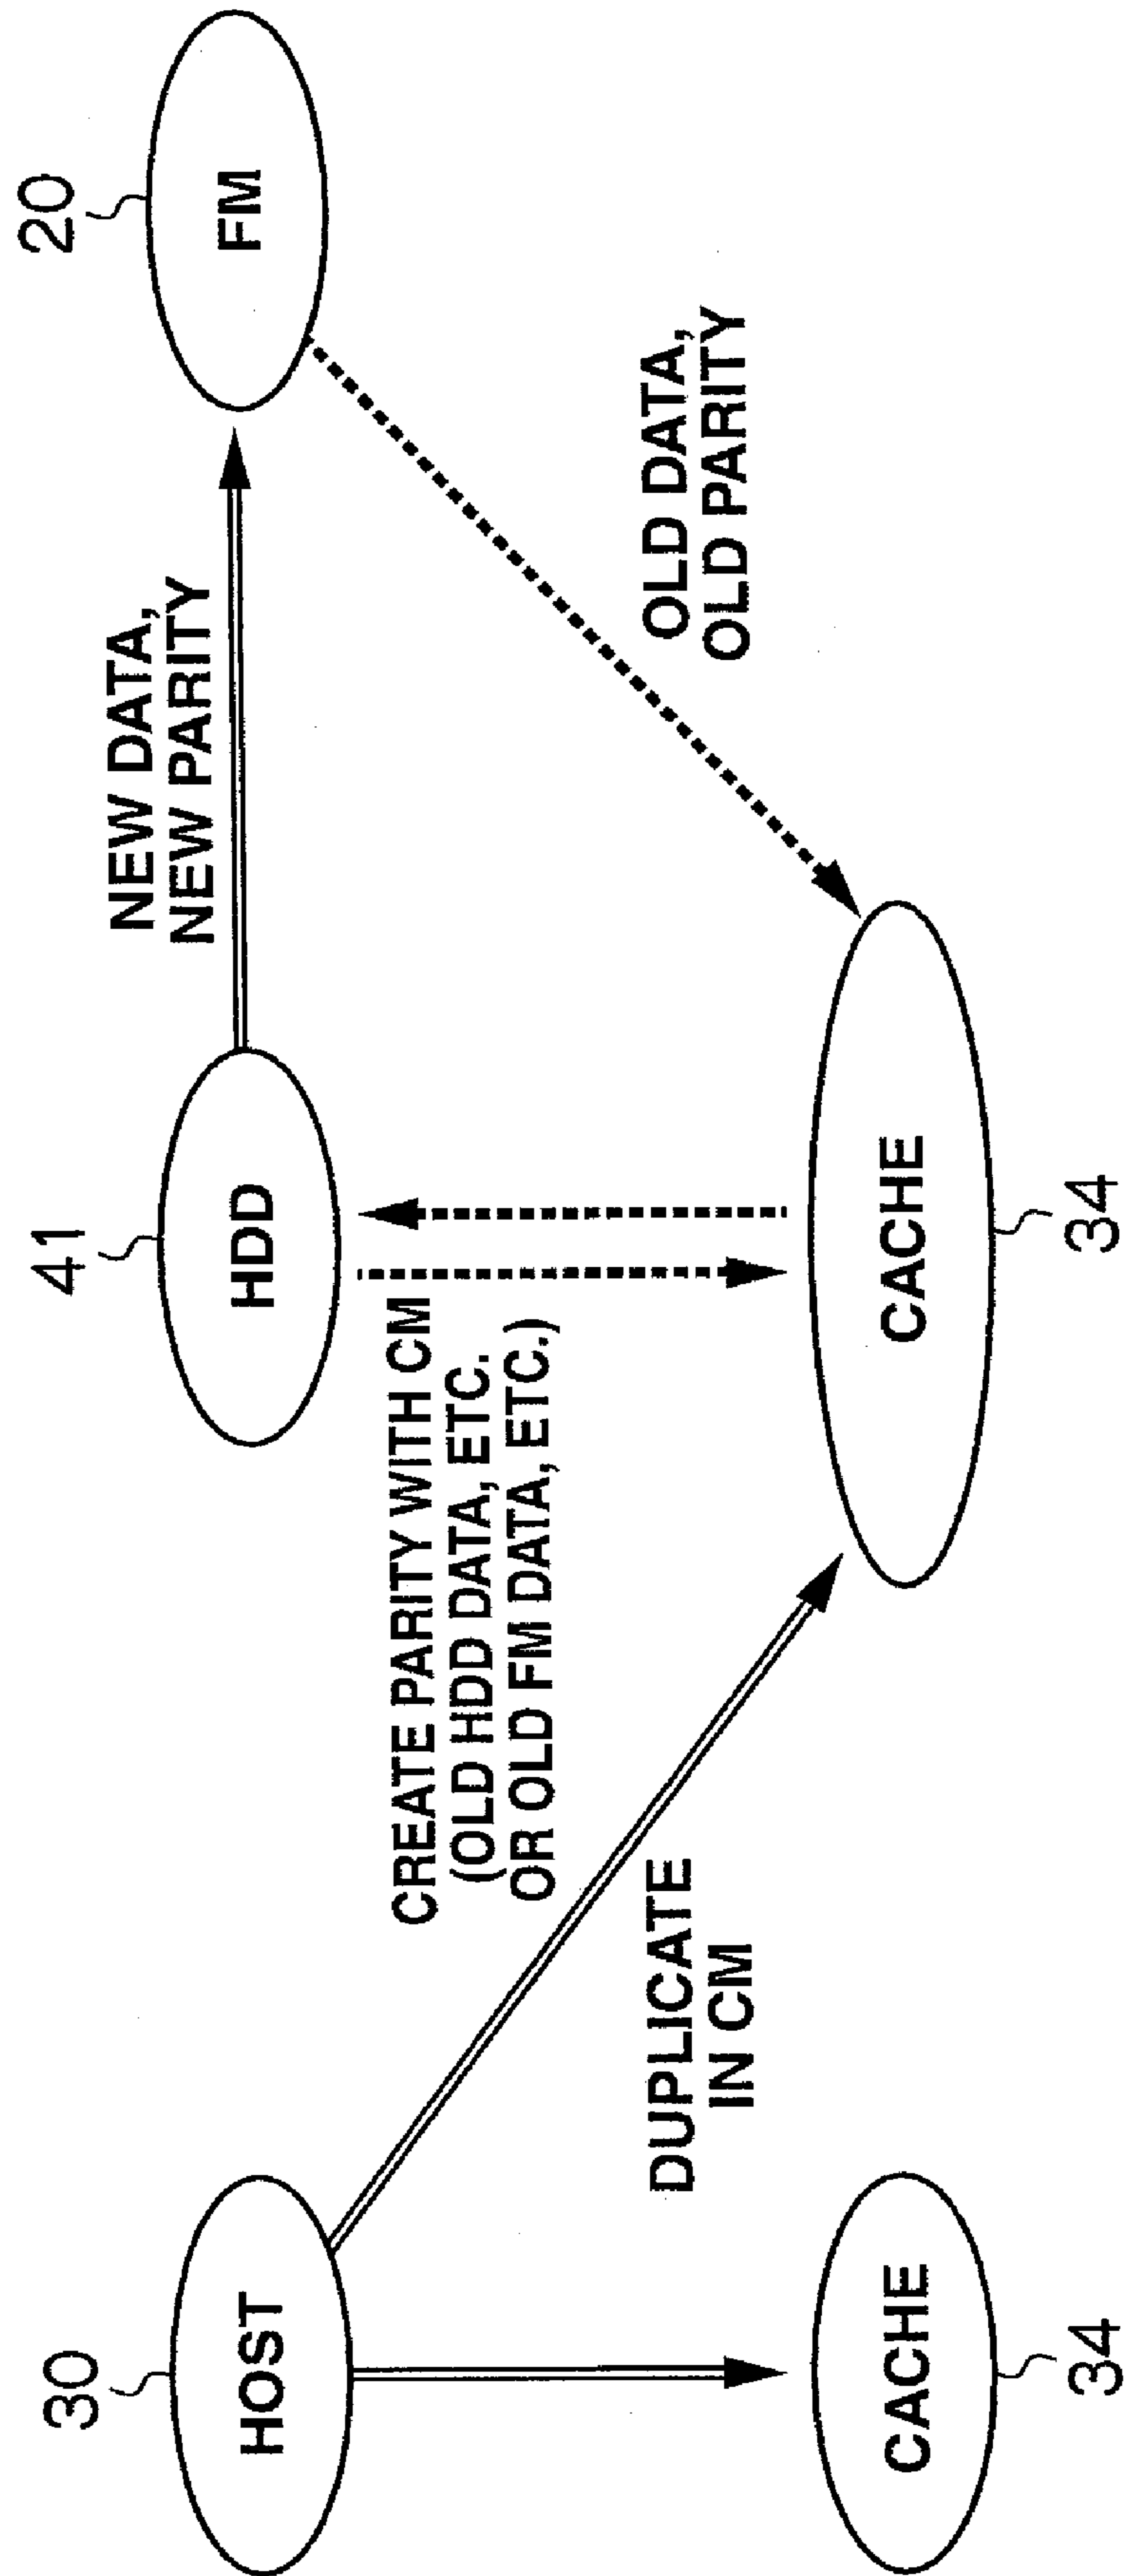 30
HOST
41
HDD
20
FM
NEW DATA,
NEW PARITY
CREATE PARITY WITH CM
(OLD HDD DATA, ETC.
OR OLD FM DATA, ETC.)
OLD DATA,
OLD PARITY
DUPLICATE
IN CM
CACHE
34
CACHE
34